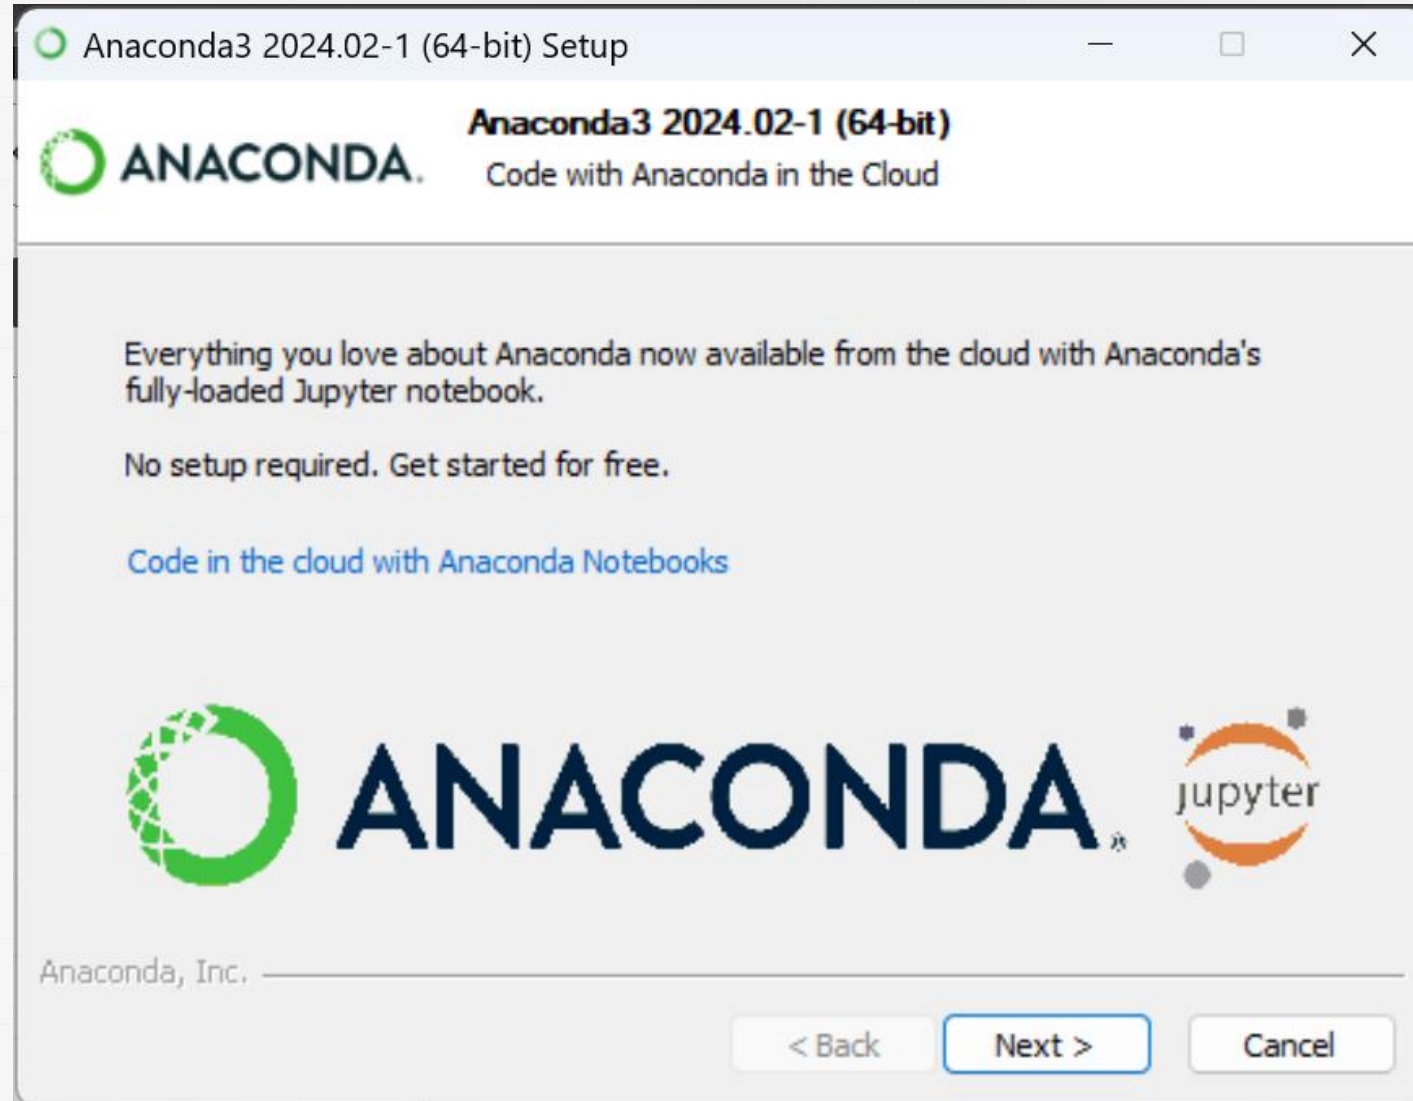 Anaconda3 2024.02-1 (64-bit) Setup
ANACONDA.
Anaconda3 2024.02-1 (64-bit)
Code with Anaconda in the Cloud
Everything you love about Anaconda now available from the cloud with Anaconda's
fully-loaded Jupyter notebook.
No setup required. Get started for free.
Code in the cloud with Anaconda Notebooks
ANACONDA.®
jupyter
Anaconda, Inc.
< Back
Next >
Cancel